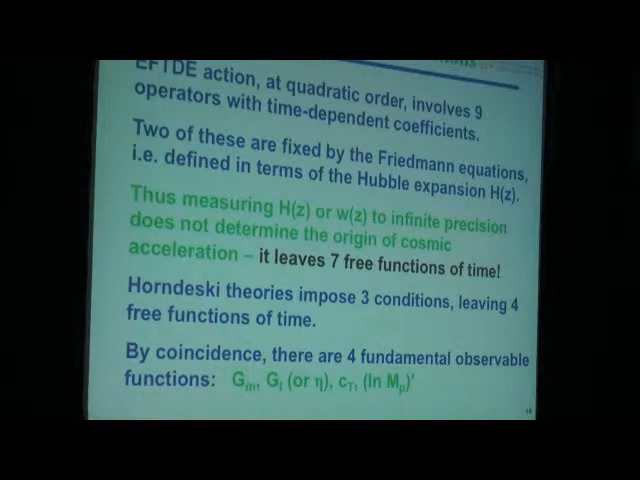 EFTDE action, at quadratic order, involves 9
operators with time-dependent coefficients.
Two of these are fixed by the Friedmann equations,
i.e. defined in terms of the Hubble expansion H(z).
Thus measuring H(z) or w(z) to infinite precision
does not determine the origin of cosmic
acceleration – it leaves 7 free functions of time!
Horndeski theories impose 3 conditions, leaving 4
free functions of time.
By coincidence, there are 4 fundamental observable
functions: Gₘ, Gₗ (or η), c_T, (ln Mₚ)′